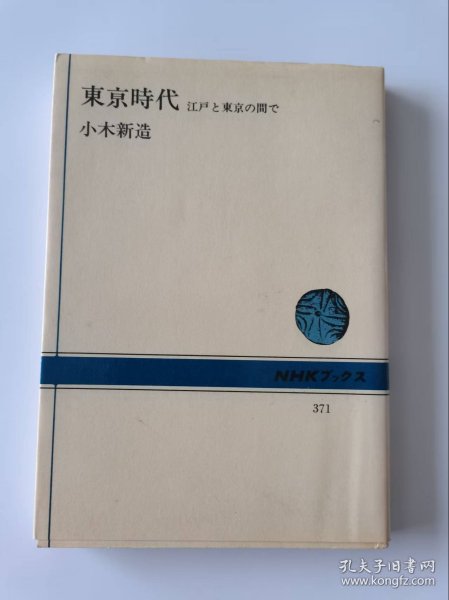 東京時代 江戸と東京の間で
小木新造
NHKブックス
371
孔夫子旧书网
www.kongfz.com